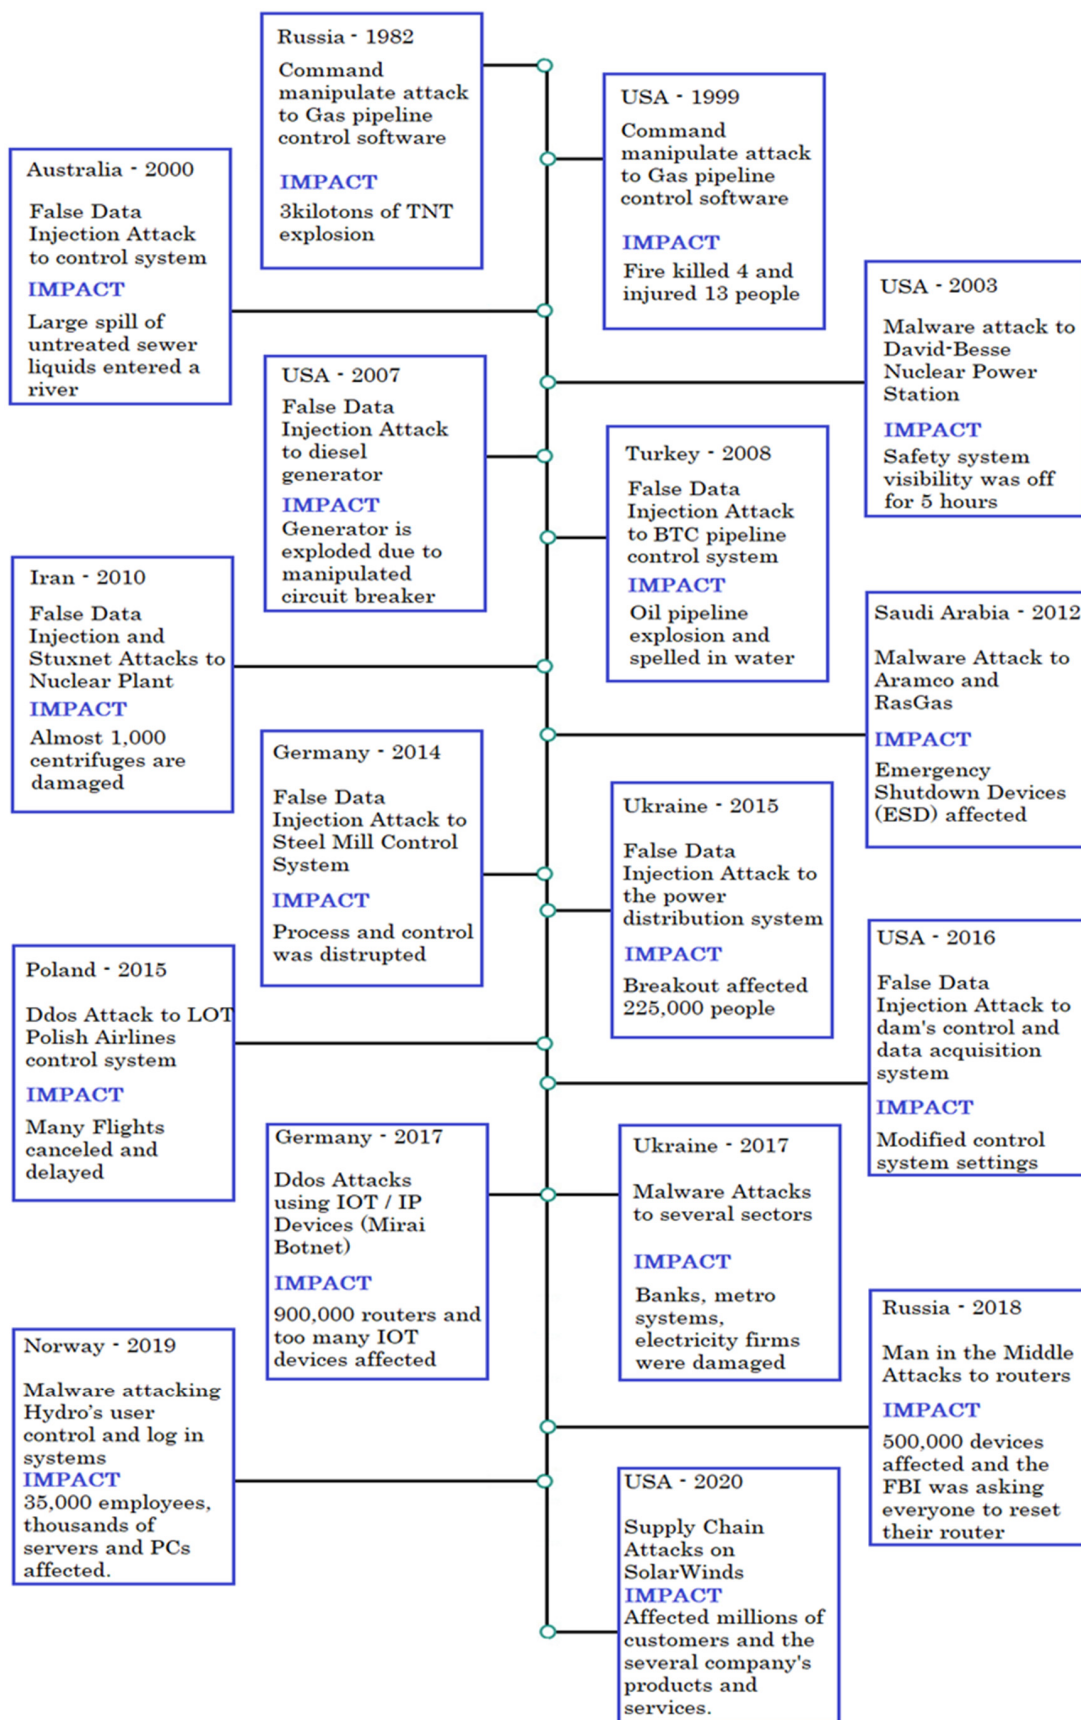 Russia - 1982
Command
manipulate attack
to Gas pipeline
control software
IMPACT
3kilotons of TNT
explosion
USA - 1999
Command
manipulate attack
to Gas pipeline
control software
IMPACT
Fire killed 4 and
injured 13 people
Australia - 2000
False Data
Injection Attack
to control system
IMPACT
Large spill of
untreated sewer
liquids entered a
river
USA - 2003
Malware attack to
David-Besse
Nuclear Power
Station
IMPACT
Safety system
visibility was off
for 5 hours
USA - 2007
False Data
Injection Attack
to diesel
generator
IMPACT
Generator is
exploded due to
manipulated
circuit breaker
Turkey - 2008
False Data
Injection Attack
to BTC pipeline
control system
IMPACT
Oil pipeline
explosion and
spelled in water
Iran - 2010
False Data
Injection and
Stuxnet Attacks to
Nuclear Plant
IMPACT
Almost 1,000
centrifuges are
damaged
Saudi Arabia - 2012
Malware Attack to
Aramco and
RasGas
IMPACT
Emergency
Shutdown Devices
(ESD) affected
Germany - 2014
False Data
Injection Attack to
Steel Mill Control
System
IMPACT
Process and control
was distrupted
Ukraine - 2015
False Data
Injection Attack to
the power
distribution system
IMPACT
Breakout affected
225,000 people
Poland - 2015
Ddos Attack to LOT
Polish Airlines
control system
IMPACT
Many Flights
canceled and
delayed
USA - 2016
False Data
Injection Attack to
dam's control and
data acquisition
system
IMPACT
Modified control
system settings
Germany - 2017
Ddos Attacks
using IOT / IP
Devices (Mirai
Botnet)
IMPACT
900,000 routers and
too many IOT
devices affected
Ukraine - 2017
Malware Attacks
to several sectors
IMPACT
Banks, metro
systems,
electricity firms
were damaged
Russia - 2018
Man in the Middle
Attacks to routers
IMPACT
500,000 devices
affected and the
FBI was asking
everyone to reset
their router
Norway - 2019
Malware attacking
Hydro's user
control and log in
systems
IMPACT
35,000 employees,
thousands of
servers and PCs
affected.
USA - 2020
Supply Chain
Attacks on
SolarWinds
IMPACT
Affected millions of
customers and the
several company's
products and
services.